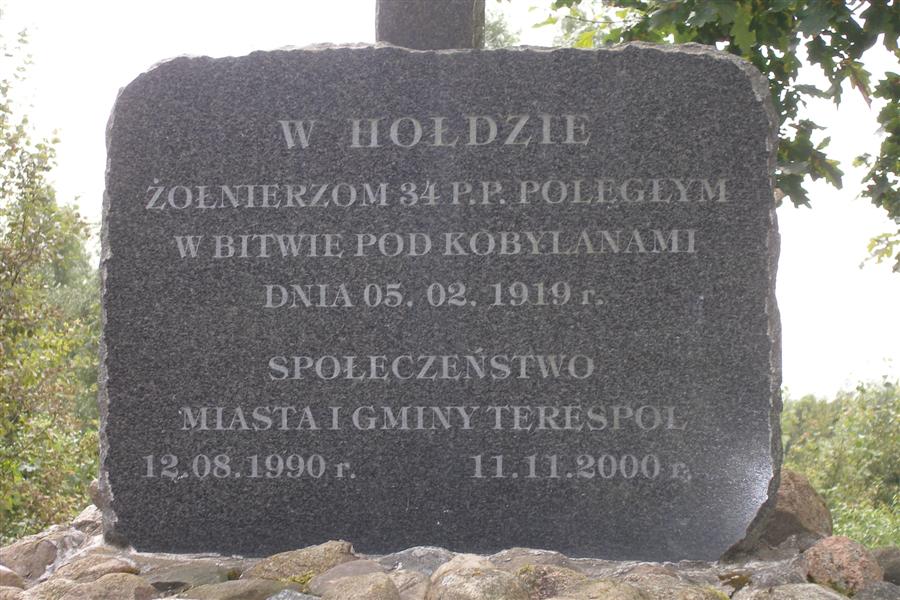 W HOŁDZIE
ŻOŁNIERZOM 34 P.P. POLEGŁYM
W BITWIE POD KOBYLANAMI
DNIA 05. 02. 1919 r.
SPOŁECZEŃSTWO
MIASTA I GMINY TERESPOL
12.08.1990 r. 11.11.2000 r.